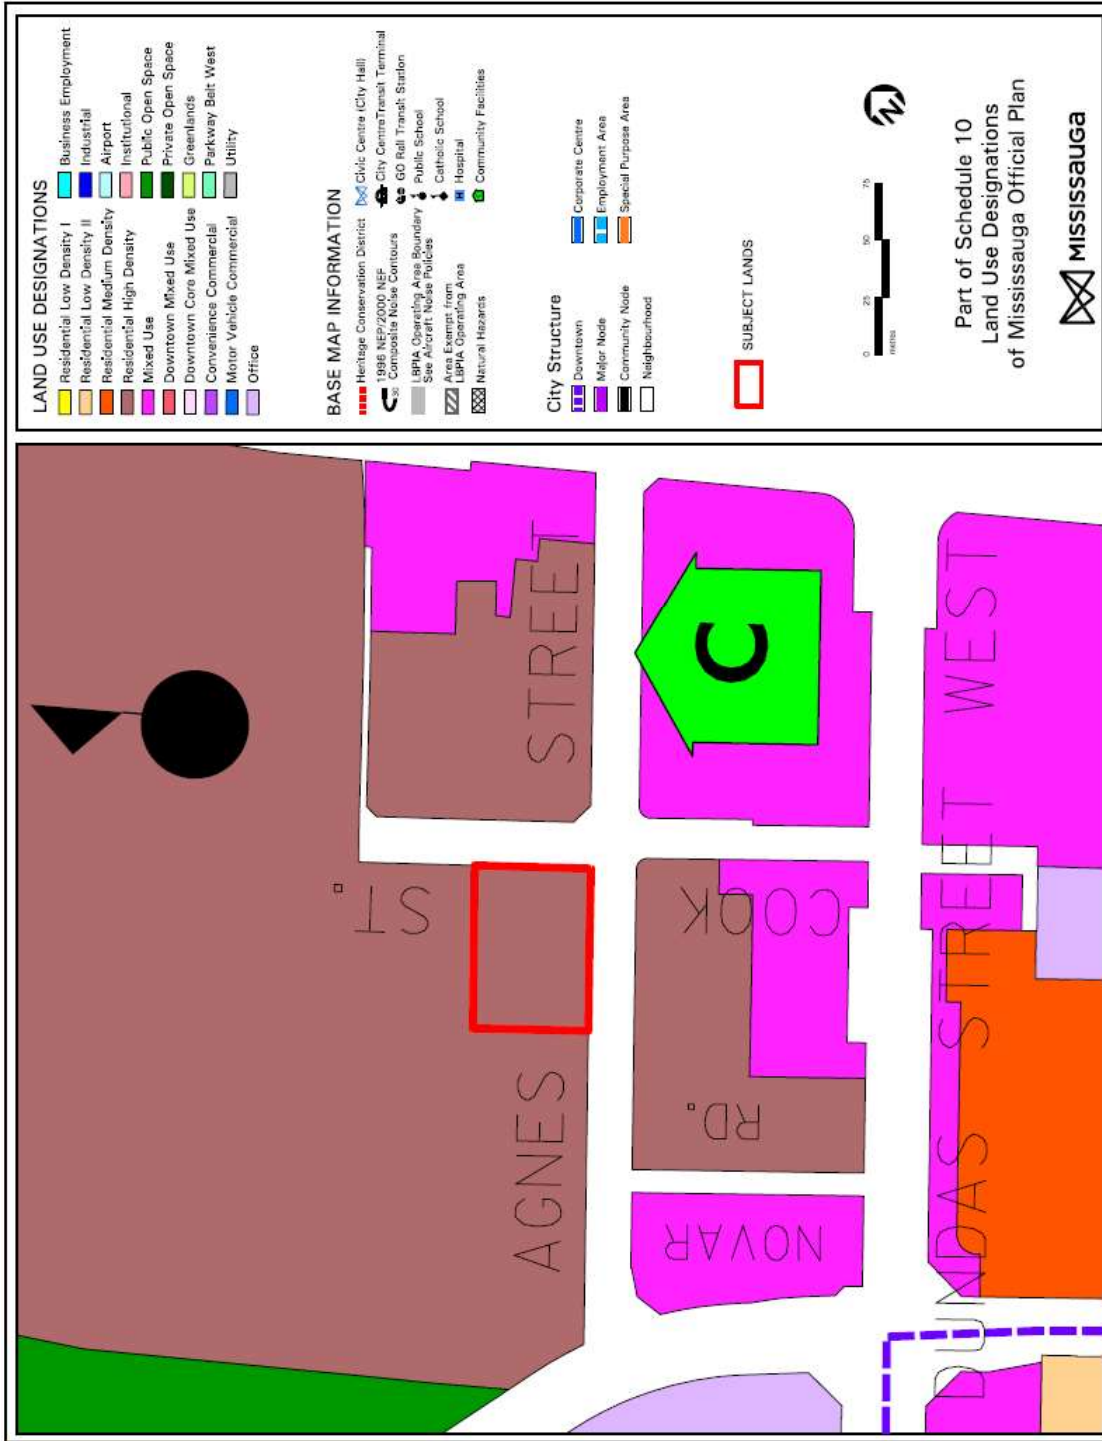 LAND USE DESIGNATIONS
Residential Low Density I
Residential Low Density II
Residential Medium Density
Residential High Density
Mixed Use
Downtown Mixed Use
Downtown Core Mixed Use
Convenience Commercial
Motor Vehicle Commercial
Office
Business Employment
Industrial
Airport
Institutional
Public Open Space
Private Open Space
Greenlands
Parkway Belt West
Utility
BASE MAP INFORMATION
Heritage Conservation District
1996 NEP/2000 NEF
Composite Noise Contours
30
LBPIA Operating Area Boundary
See Aircraft Noise Policies
Area Exempt from
LBPIA Operating Area
Natural Hazards
Civic Centre (City Hall)
City Centre Transit Terminal
GO Rail Transit Station
Public School
Catholic School
H Hospital
Community Facilities
City Structure
Downtown
Major Node
Community Node
Neighbourhood
Corporate Centre
Employment Area
Special Purpose Area
SUBJECT LANDS
0 25 50 75
metres
Part of Schedule 10
Land Use Designations
of Mississauga Official Plan
MISSISSAUGA
AGNES STREET
COOK ST.
NOVAR RD.
C
DUNDAS STREET WEST